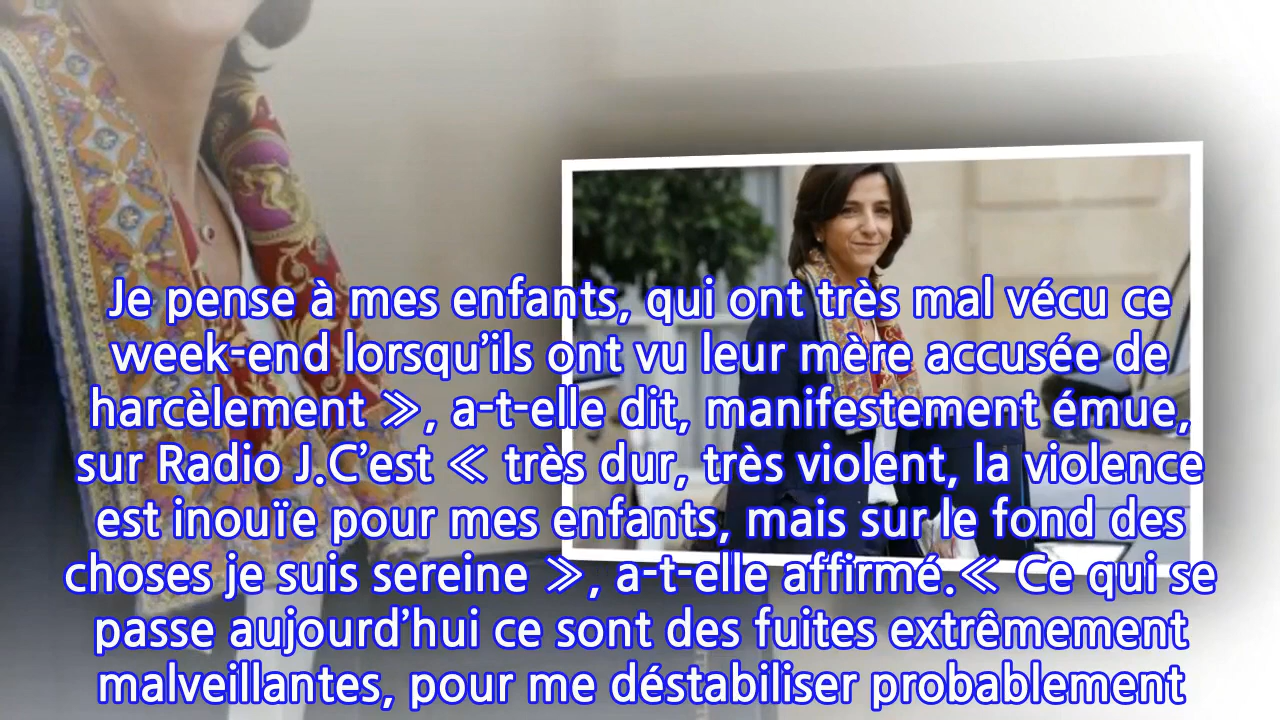 Je pense à mes enfants, qui ont très mal vécu ce
week-end lorsqu’ils ont vu leur mère accusée de
harcèlement ≫, a-t-elle dit, manifestement émue,
sur Radio J.C’est ≪ très dur, très violent, la violence
est inouïe pour mes enfants, mais sur le fond des
choses je suis sereine ≫, a-t-elle affirmé.≪ Ce qui se
passe aujourd’hui ce sont des fuites extrêmement
malveillantes, pour me déstabiliser probablement